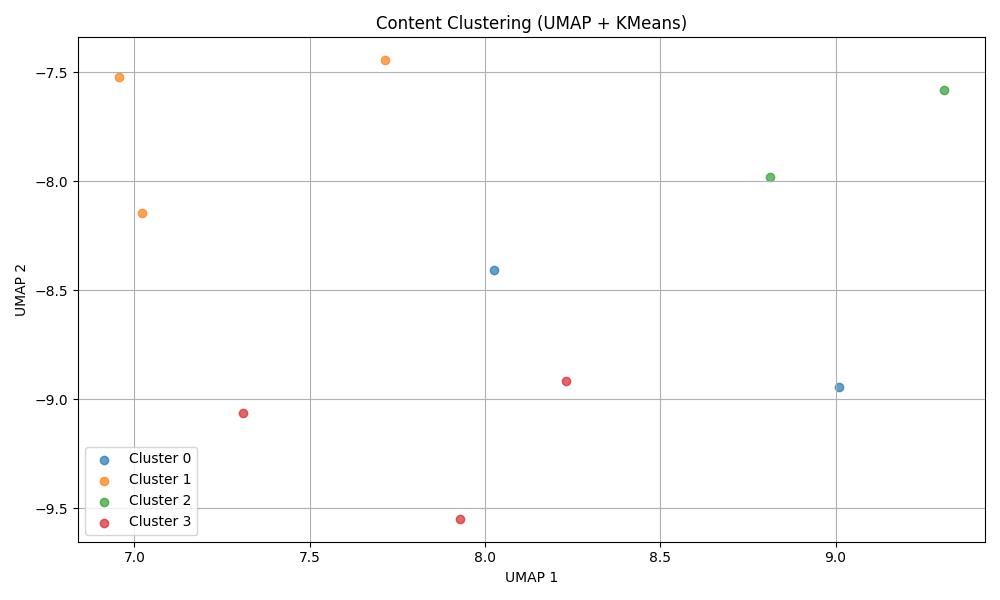 Content Clustering (UMAP + KMeans)
−7.5
−8.0
−8.5
−9.0
−9.5
UMAP 2
Cluster 0
Cluster 1
Cluster 2
Cluster 3
7.0 7.5 8.0 8.5 9.0
UMAP 1